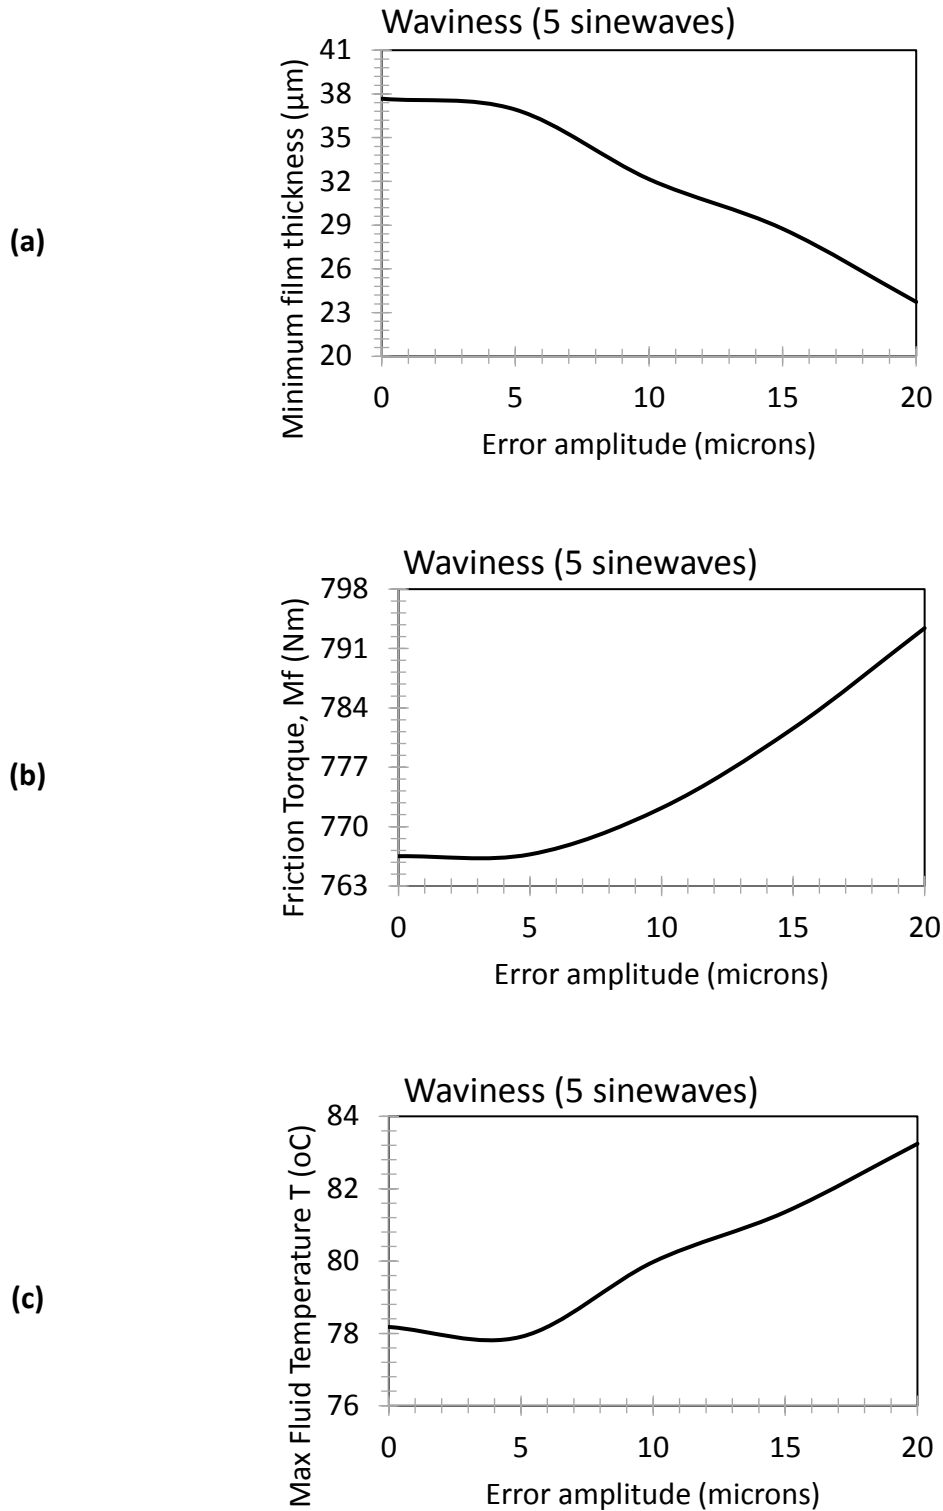 Waviness (5 sinewaves)
(a)
Minimum film thickness (μm)
41
38
35
32
29
26
23
20
0 5 10 15 20
Error amplitude (microns)
Waviness (5 sinewaves)
(b)
Friction Torque, Mf (Nm)
798
791
784
777
770
763
0 5 10 15 20
Error amplitude (microns)
Waviness (5 sinewaves)
(c)
Max Fluid Temperature T (oC)
84
82
80
78
76
0 5 10 15 20
Error amplitude (microns)